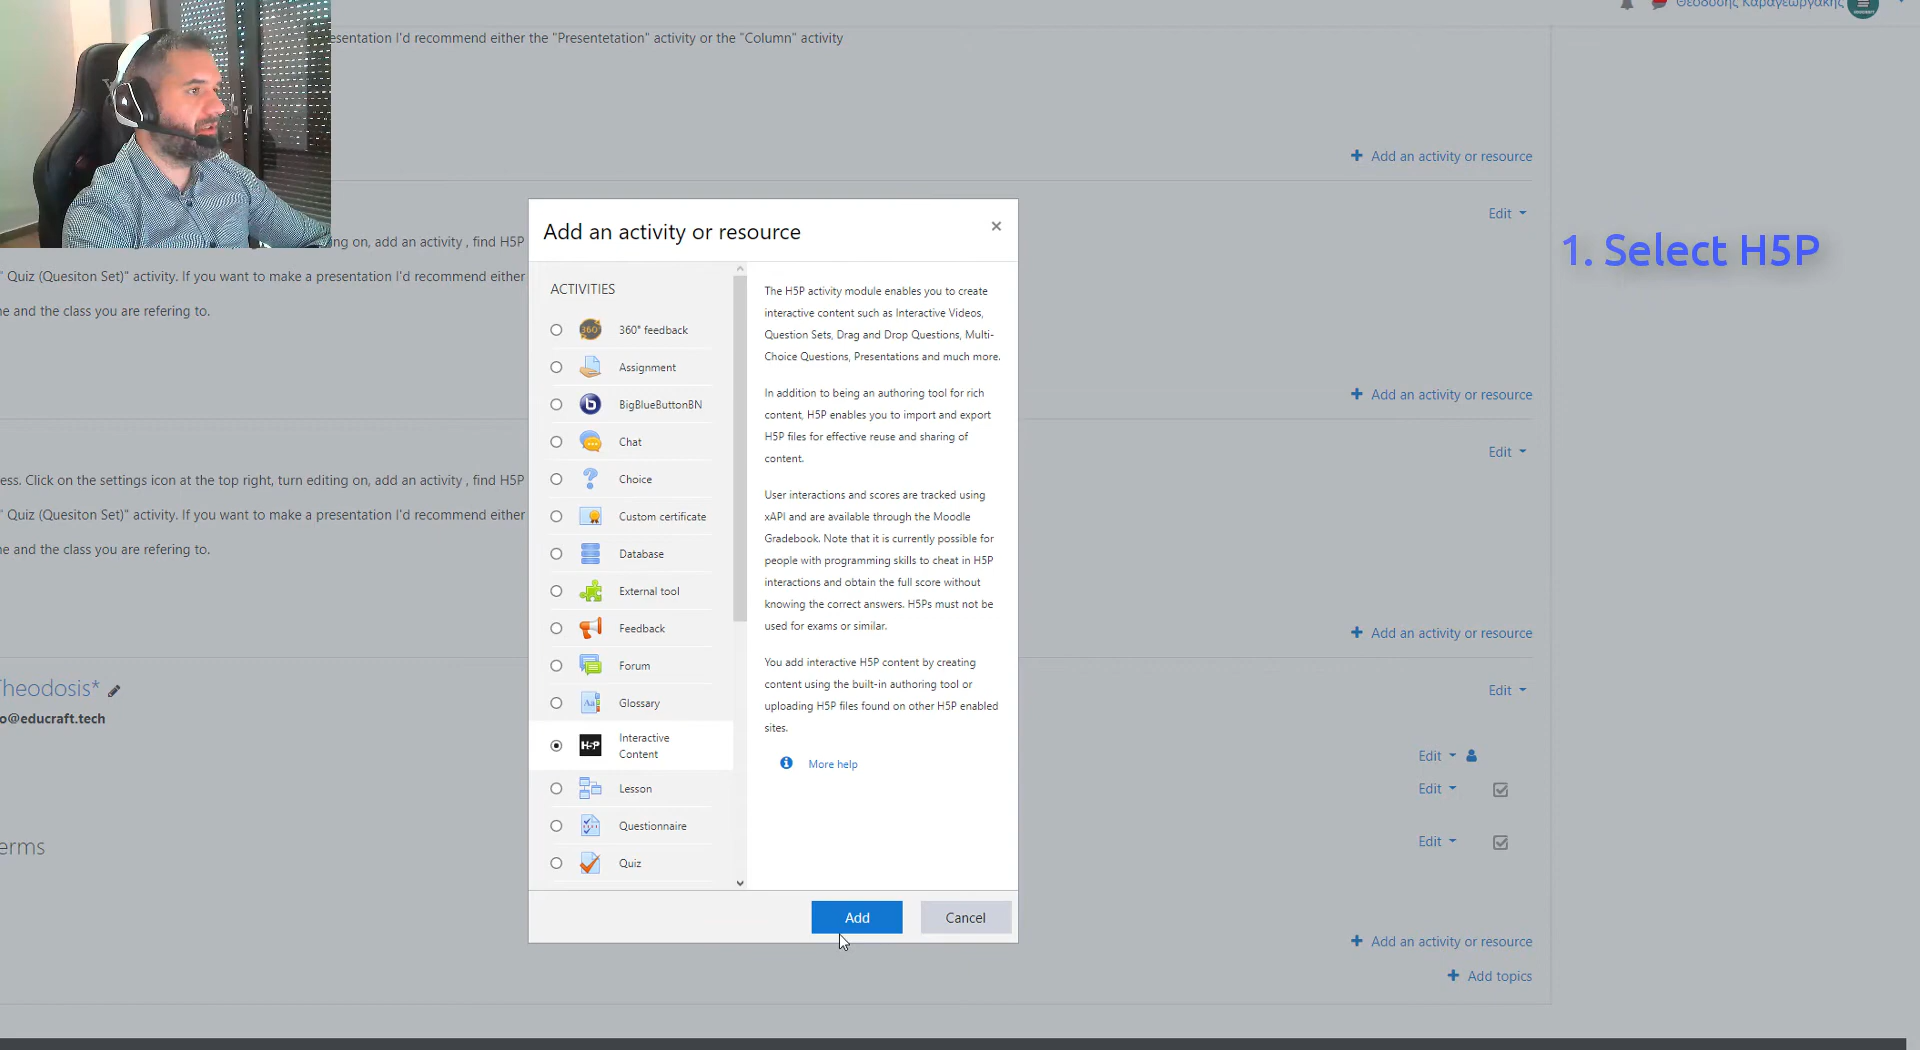 Θεοδόσης Καραγεωργάκης
esentation I'd recommend either the "Presentetation" activity or the "Column" activity
+ Add an activity or resource
Edit
1. Select H5P
ng on, add an activity , find H5P
" Quiz (Quesiton Set)" activity. If you want to make a presentation I'd recommend either
ne and the class you are refering to.
Add an activity or resource
×
ACTIVITIES
360° feedback
Assignment
BigBlueButtonBN
Chat
Choice
Custom certificate
Database
External tool
Feedback
Forum
Glossary
H5P
Interactive
Content
Lesson
Questionnaire
Quiz
The H5P activity module enables you to create
interactive content such as Interactive Videos,
Question Sets, Drag and Drop Questions, Multi-
Choice Questions, Presentations and much more.
In addition to being an authoring tool for rich
content, H5P enables you to import and export
H5P files for effective reuse and sharing of
content.
User interactions and scores are tracked using
xAPI and are available through the Moodle
Gradebook. Note that it is currently possible for
people with programming skills to cheat in H5P
interactions and obtain the full score without
knowing the correct answers. H5Ps must not be
used for exams or similar.
You add interactive H5P content by creating
content using the built-in authoring tool or
uploading H5P files found on other H5P enabled
sites.
More help
Add
Cancel
+ Add an activity or resource
Edit
ess. Click on the settings icon at the top right, turn editing on, add an activity , find H5P
" Quiz (Quesiton Set)" activity. If you want to make a presentation I'd recommend either
ne and the class you are refering to.
+ Add an activity or resource
Theodosis*
Edit
o@educraft.tech
Edit
Edit
erms
Edit
+ Add an activity or resource
+ Add topics